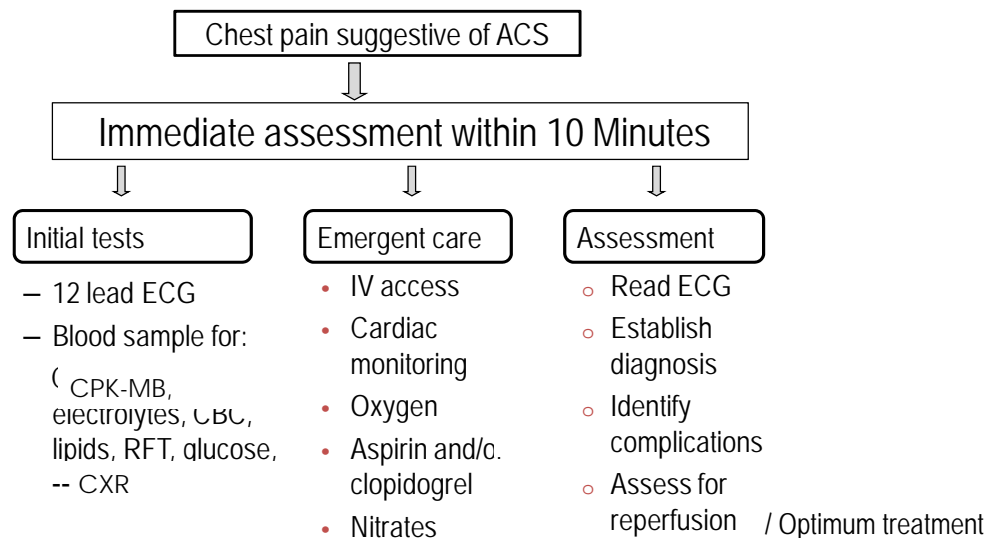 Chest pain suggestive of ACS
Immediate assessment within 10 Minutes
Initial tests
– 12 lead ECG
– Blood sample for:
( CPK-MB,
electrolytes, CBC,
lipids, RFT, glucose,
-- CXR
Emergent care
• IV access
• Cardiac
monitoring
• Oxygen
• Aspirin and/o.
clopidogrel
• Nitrates
Assessment
o Read ECG
o Establish
diagnosis
o Identify
complications
o Assess for
reperfusion / Optimum treatment